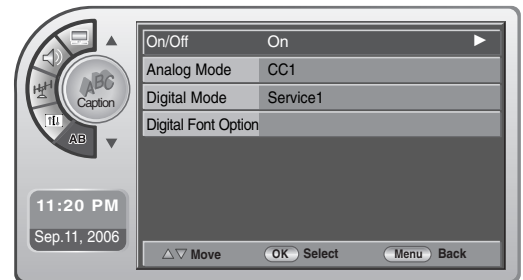 ABC
Caption
AB
11:20 PM
Sep.11, 2006
On/Off On
Analog Mode CC1
Digital Mode Service1
Digital Font Option
Move OK Select Menu Back